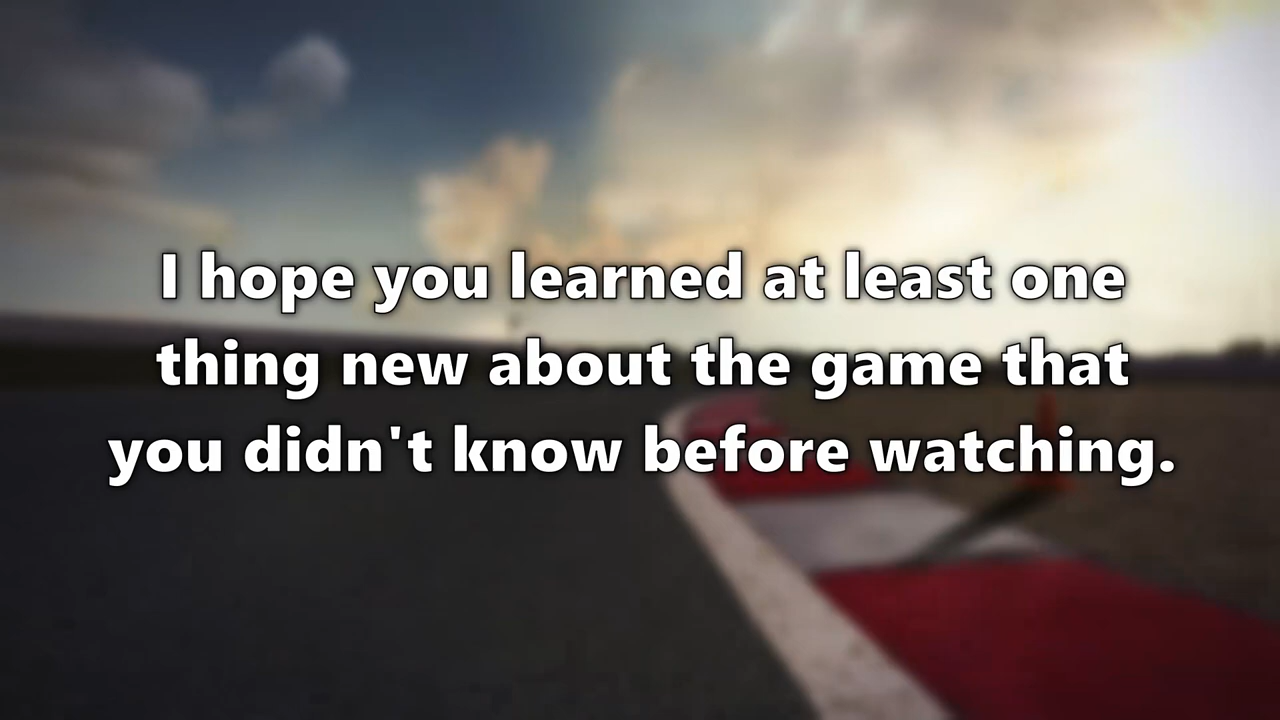 I hope you learned at least one
thing new about the game that
you didn't know before watching.